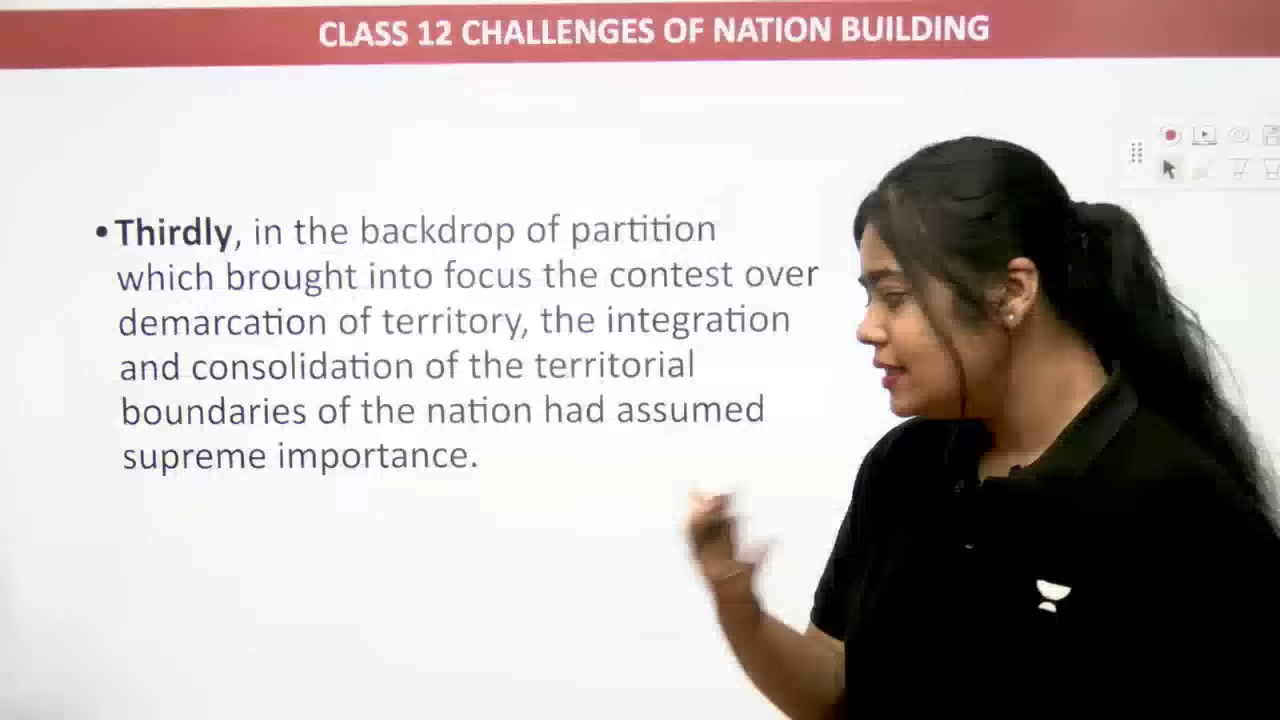 CLASS 12 CHALLENGES OF NATION BUILDING
• Thirdly, in the backdrop of partition
which brought into focus the contest over
demarcation of territory, the integration
and consolidation of the territorial
boundaries of the nation had assumed
supreme importance.